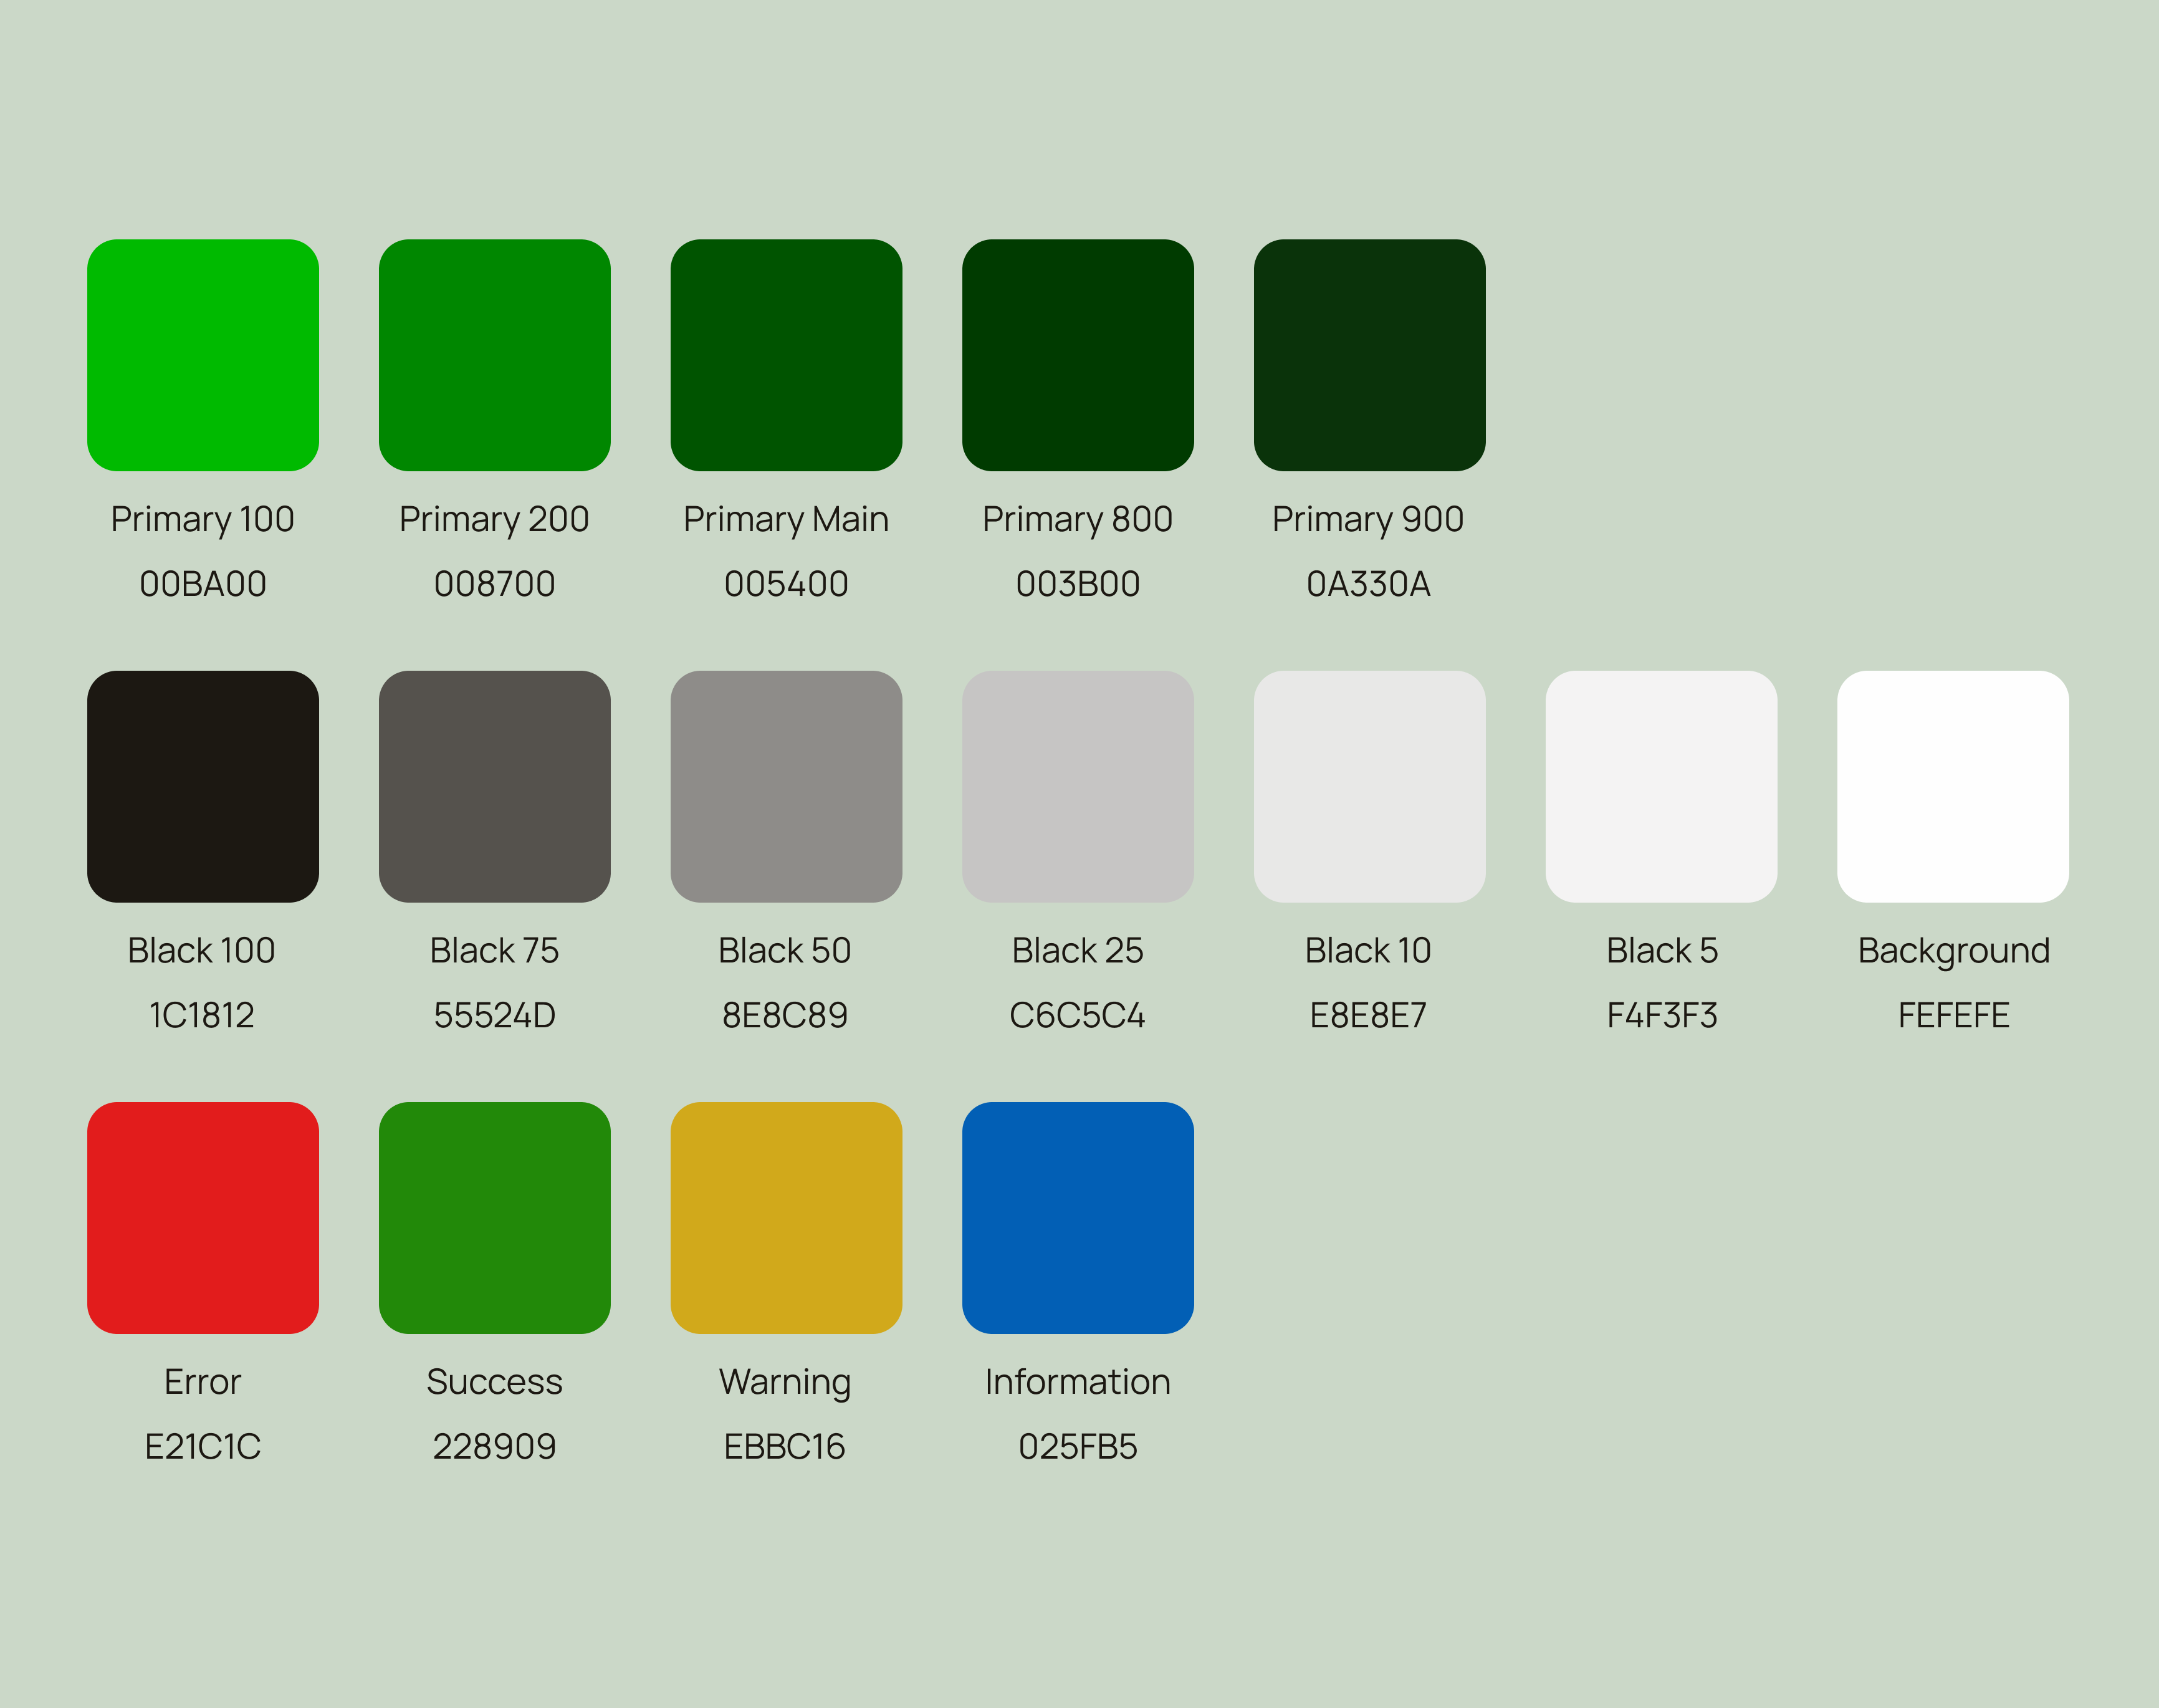 Primary 100
Primary 200
Primary Main
Primary 800
Primary 900
00BA00
008700
005400
003B00
0A330A
Black 100
Black 75
Black 50
Black 25
Black 10
Black 5
Background
1C1812
55524D
8E8C89
C6C5C4
E8E8E7
F4F3F3
FEFEFE
Error
Success
Warning
Information
E21C1C
228909
EBBC16
025FB5